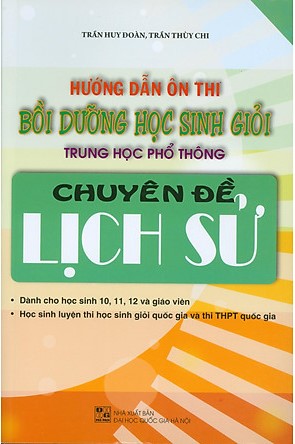 TRẦN HUY ĐOÀN, TRẦN THÙY CHI
HƯỚNG DẪN ÔN THI
BỒI DƯỠNG HỌC SINH GIỎI
TRUNG HỌC PHỔ THÔNG
CHUYÊN ĐỀ
LỊCH SỬ
• Dành cho học sinh 10, 11, 12 và giáo viên
• Học sinh luyện thi học sinh giỏi quốc gia và thi THPT quốc gia
NHÀ XUẤT BẢN
ĐẠI HỌC QUỐC GIA HÀ NỘI